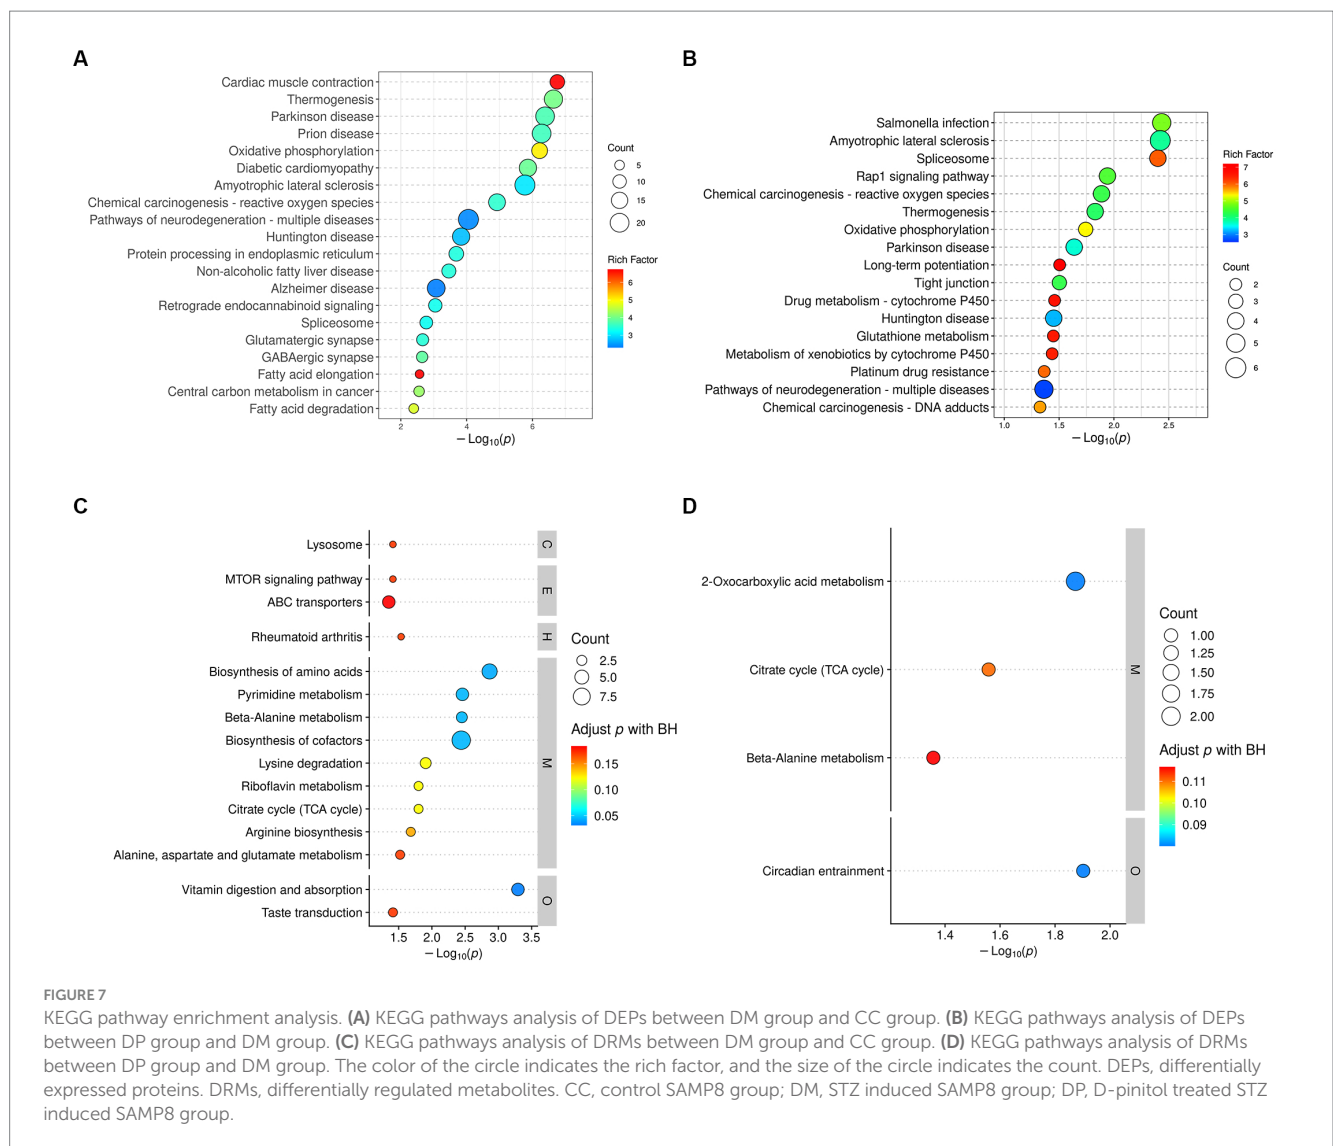 A
Cardiac muscle contraction
Thermogenesis
Parkinson disease
Prion disease
Oxidative phosphorylation
Diabetic cardiomyopathy
Amyotrophic lateral sclerosis
Chemical carcinogenesis - reactive oxygen species
Pathways of neurodegeneration - multiple diseases
Huntington disease
Protein processing in endoplasmic reticulum
Non-alcoholic fatty liver disease
Alzheimer disease
Retrograde endocannabinoid signaling
Spliceosome
Glutamatergic synapse
GABAergic synapse
Fatty acid elongation
Central carbon metabolism in cancer
Fatty acid degradation
2 4 6
−Log10(p)
Count
5
10
15
20
Rich Factor
6
5
4
3
B
Salmonella infection
Amyotrophic lateral sclerosis
Spliceosome
Rap1 signaling pathway
Chemical carcinogenesis - reactive oxygen species
Thermogenesis
Oxidative phosphorylation
Parkinson disease
Long-term potentiation
Tight junction
Drug metabolism - cytochrome P450
Huntington disease
Glutathione metabolism
Metabolism of xenobiotics by cytochrome P450
Platinum drug resistance
Pathways of neurodegeneration - multiple diseases
Chemical carcinogenesis - DNA adducts
1.0 1.5 2.0 2.5
−Log10(p)
Rich Factor
7
6
5
4
3
Count
2
3
4
5
6
C
Lysosome
MTOR signaling pathway
ABC transporters
Rheumatoid arthritis
Biosynthesis of amino acids
Pyrimidine metabolism
Beta-Alanine metabolism
Biosynthesis of cofactors
Lysine degradation
Riboflavin metabolism
Citrate cycle (TCA cycle)
Arginine biosynthesis
Alanine, aspartate and glutamate metabolism
Vitamin digestion and absorption
Taste transduction
C
E
H
M
O
1.5 2.0 2.5 3.0 3.5
−Log10(p)
Count
2.5
5.0
7.5
Adjust p with BH
0.15
0.10
0.05
D
2-Oxocarboxylic acid metabolism
Citrate cycle (TCA cycle)
Beta-Alanine metabolism
Circadian entrainment
M
O
1.4 1.6 1.8 2.0
−Log10(p)
Count
1.00
1.25
1.50
1.75
2.00
Adjust p with BH
0.11
0.10
0.09
FIGURE 7
KEGG pathway enrichment analysis. (A) KEGG pathways analysis of DEPs between DM group and CC group. (B) KEGG pathways analysis of DEPs
between DP group and DM group. (C) KEGG pathways analysis of DRMs between DM group and CC group. (D) KEGG pathways analysis of DRMs
between DP group and DM group. The color of the circle indicates the rich factor, and the size of the circle indicates the count. DEPs, differentially
expressed proteins. DRMs, differentially regulated metabolites. CC, control SAMP8 group; DM, STZ induced SAMP8 group; DP, D-pinitol treated STZ
induced SAMP8 group.